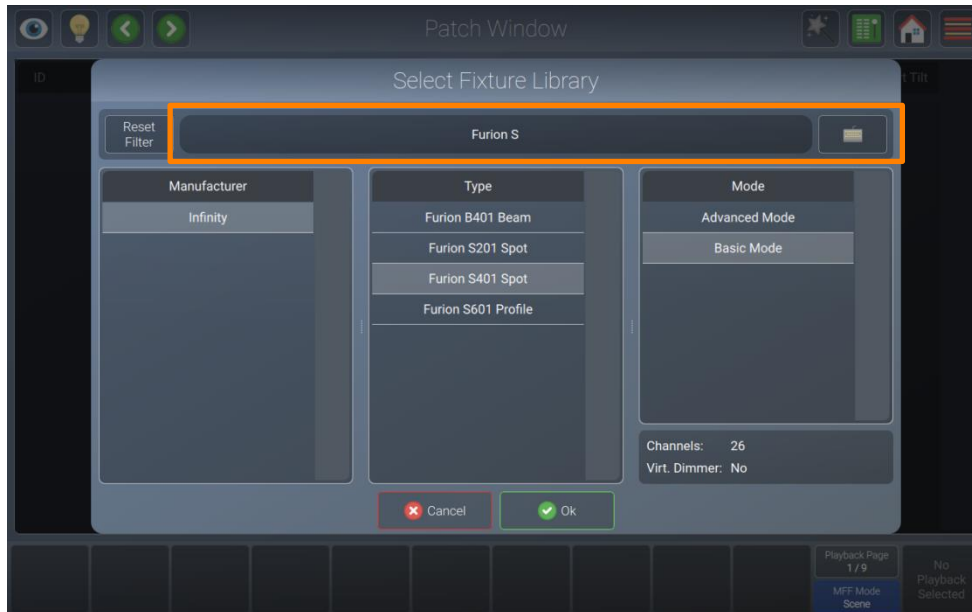 Patch Window
ID
t Tilt
Select Fixture Library
Reset
Filter
Furion S
Manufacturer
Infinity
Type
Furion B401 Beam
Furion S201 Spot
Furion S401 Spot
Furion S601 Profile
Mode
Advanced Mode
Basic Mode
Channels: 26
Virt. Dimmer: No
Cancel
Ok
Playback Page
1 / 9
MFF Mode
Scene
No
Playback
Selected